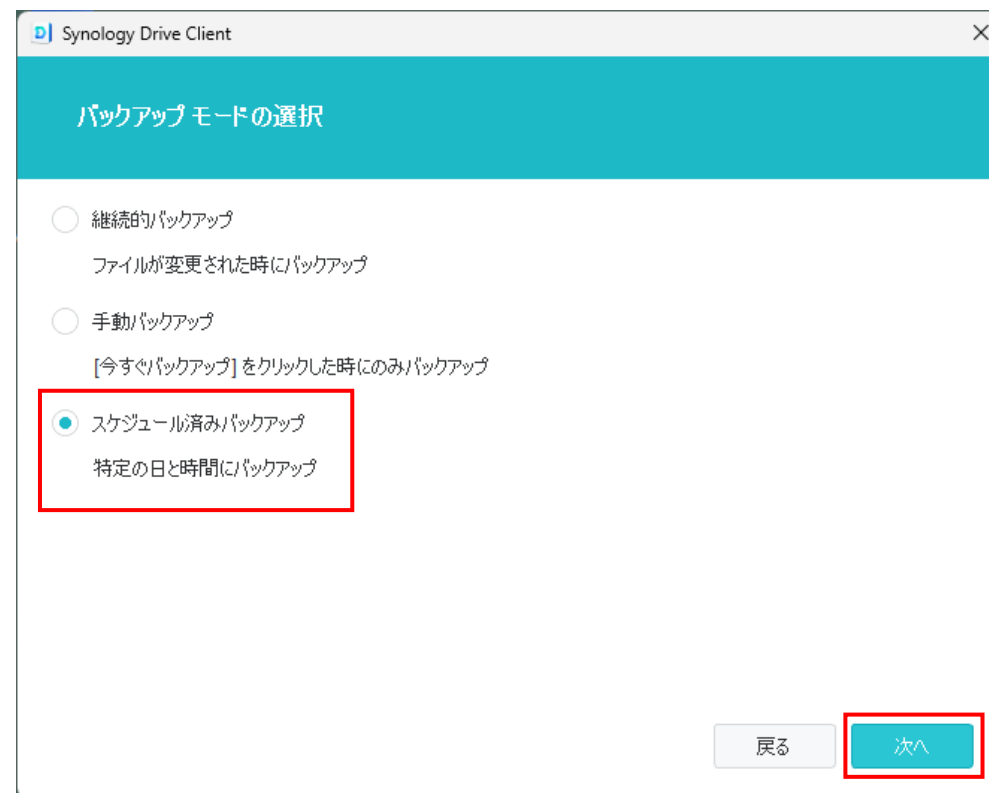 Synology Drive Client
バックアップ モードの選択
継続的バックアップ
ファイルが変更された時にバックアップ
手動バックアップ
[今すぐバックアップ] をクリックした時にのみバックアップ
スケジュール済みバックアップ
特定の日と時間にバックアップ
戻る
次へ